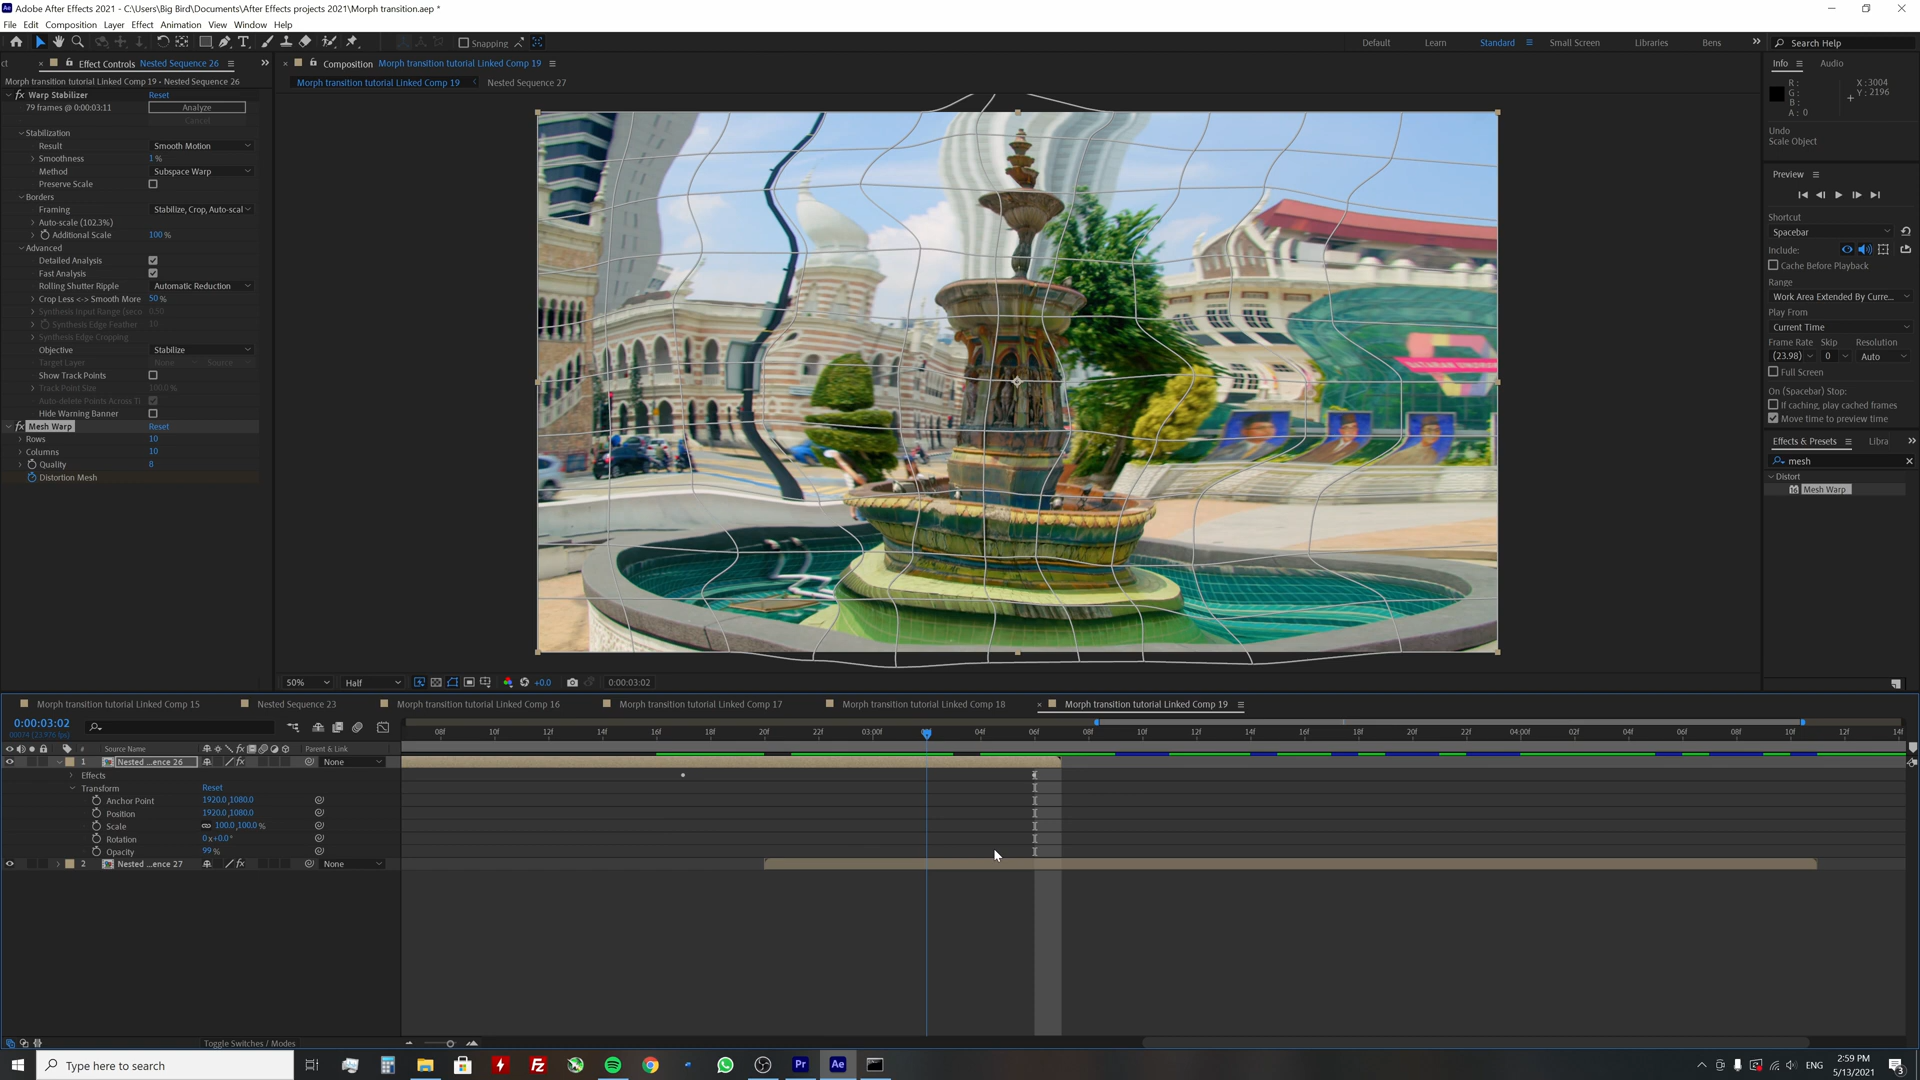 Adobe After Effects 2021 - C:\Users\Big Bird\Documents\After Effects projects 2021\Morph transition.aep *
File Edit Composition Layer Effect Animation View Window Help
Snapping
Default Learn Standard Small Screen Libraries Bens Search Help
Effect Controls Nested Sequence 26
Morph transition tutorial Linked Comp 19 • Nested Sequence 26
fx Warp Stabilizer Reset
79 frames @ 0:00:03:11 Analyze
Cancel
Stabilization
Result Smooth Motion
Smoothness 1 %
Method Subspace Warp
Preserve Scale
Borders
Framing Stabilize, Crop, Auto-scal
Auto-scale (102.3%)
Additional Scale 100 %
Advanced
Detailed Analysis
Fast Analysis
Rolling Shutter Ripple Automatic Reduction
Crop Less <-> Smooth More 50 %
Synthesis Input Range (seco 0.50
Synthesis Edge Feather 10
Synthesis Edge Cropping
Objective Stabilize
Target Layer None Source
Show Track Points
Track Point Size 100.0 %
Auto-delete Points Across Ti
Hide Warning Banner
fx Mesh Warp Reset
Rows 10
Columns 10
Quality 8
Distortion Mesh
Composition Morph transition tutorial Linked Comp 19
Morph transition tutorial Linked Comp 19 Nested Sequence 27
50% Half +0.0 0:00:03:02
Info Audio
R :
G :
B :
A : 0
X : 3004
Y : 2196
Undo
Scale Object
Preview
Shortcut
Spacebar
Include:
Cache Before Playback
Range
Work Area Extended By Curre...
Play From
Current Time
Frame Rate Skip Resolution
(23.98) 0 Auto
Full Screen
On (Spacebar) Stop:
If caching, play cached frames
Move time to preview time
Effects & Presets Libra
mesh
Distort
Mesh Warp
Morph transition tutorial Linked Comp 15 Nested Sequence 23 Morph transition tutorial Linked Comp 16 Morph transition tutorial Linked Comp 17 Morph transition tutorial Linked Comp 18 Morph transition tutorial Linked Comp 19
0:00:03:02
00074 (23.976 fps)
08f 10f 12f 14f 16f 18f 20f 22f 03:00f 04f 06f 08f 10f 12f 14f 16f 18f 20f 22f 04:00f 02f 04f 06f 08f 10f 12f 14f
# Source Name Parent & Link
1 Nested ...ence 26 None
Effects
Transform Reset
Anchor Point 1920.0,1080.0
Position 1920.0,1080.0
Scale 100.0,100.0 %
Rotation 0x+0.0°
Opacity 99 %
2 Nested ...ence 27 None
Toggle Switches / Modes
Type here to search
ENG
2:59 PM
5/13/2021